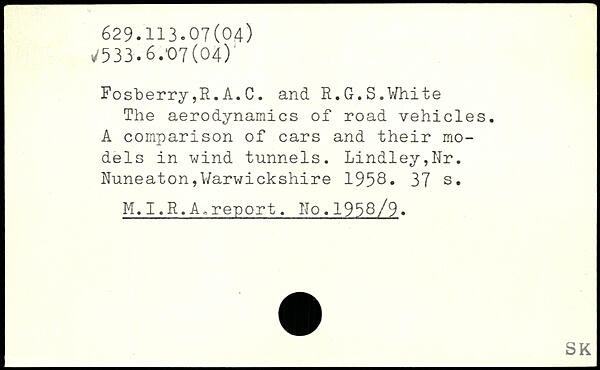 629.113.07(04)
√533.6.07(04)
Fosberry,R.A.C. and R.G.S.White
The aerodynamics of road vehicles.
A comparison of cars and their mo-
dels in wind tunnels. Lindley,Nr.
Nuneaton,Warwickshire 1958. 37 s.
M.I.R.A.report. No.1958/9.
SK